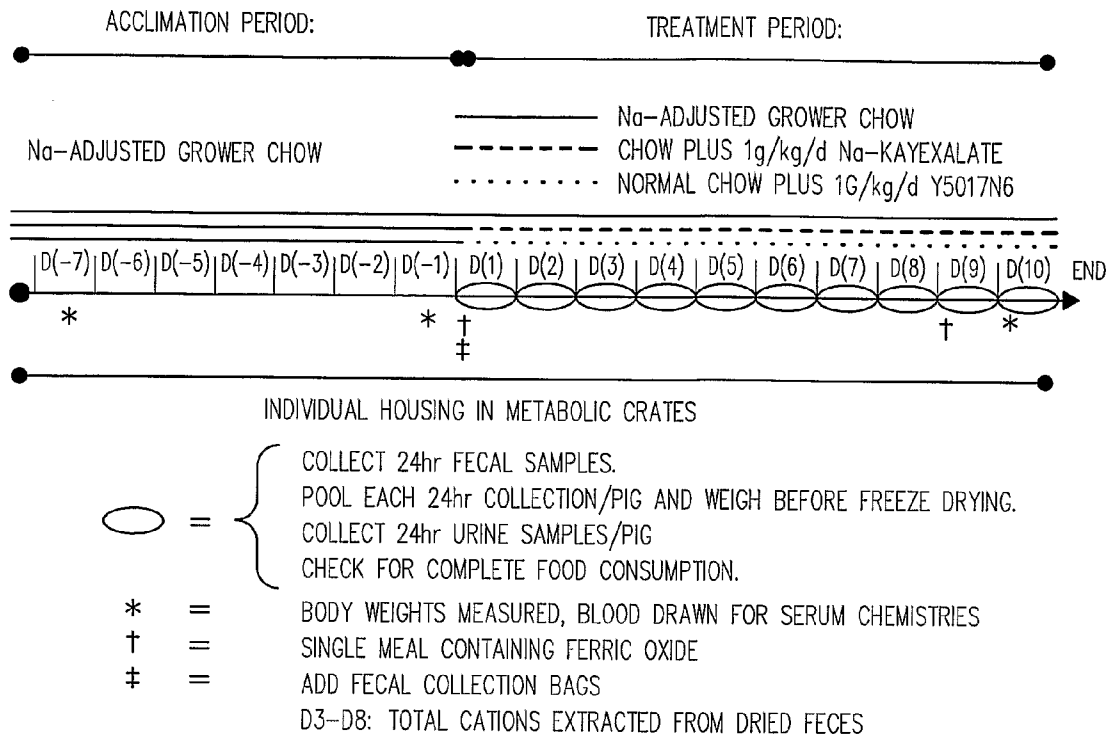 ACCLIMATION PERIOD:
TREATMENT PERIOD:
Na-ADJUSTED GROWER CHOW
Na-ADJUSTED GROWER CHOW
CHOW PLUS 1g/kg/d Na-KAYEXALATE
NORMAL CHOW PLUS 1G/kg/d Y5017N6
D(-7) D(-6) D(-5) D(-4) D(-3) D(-2) D(-1) D(1) D(2) D(3) D(4) D(5) D(6) D(7) D(8) D(9) D(10) END
* * † † *
‡
INDIVIDUAL HOUSING IN METABOLIC CRATES
COLLECT 24hr FECAL SAMPLES.
POOL EACH 24hr COLLECTION/PIG AND WEIGH BEFORE FREEZE DRYING.
=
COLLECT 24hr URINE SAMPLES/PIG
CHECK FOR COMPLETE FOOD CONSUMPTION.
* = BODY WEIGHTS MEASURED, BLOOD DRAWN FOR SERUM CHEMISTRIES
† = SINGLE MEAL CONTAINING FERRIC OXIDE
‡ = ADD FECAL COLLECTION BAGS
D3-D8: TOTAL CATIONS EXTRACTED FROM DRIED FECES